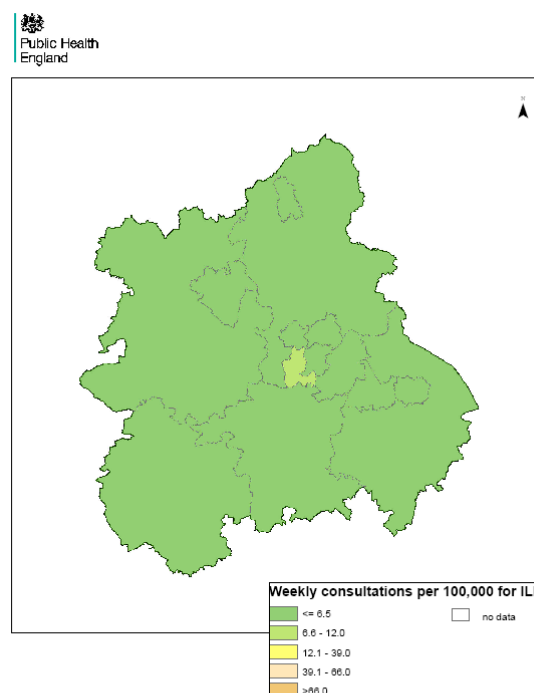 Public Health
England
N
Weekly consultations per 100,000 for ILI
<= 6.5
no data
6.6 - 12.0
12.1 - 39.0
39.1 - 66.0
>66.0